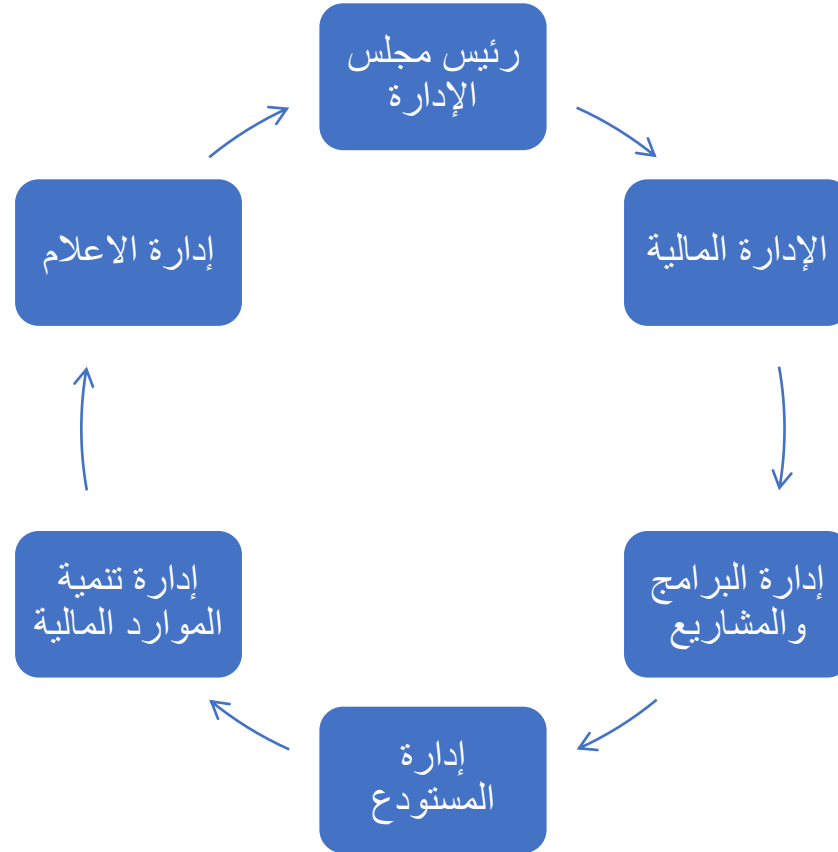 رئيس مجلس
الإدارة
الإدارة المالية
إدارة البرامج
والمشاريع
إدارة
المستودع
إدارة تنمية
الموارد المالية
إدارة الاعلام